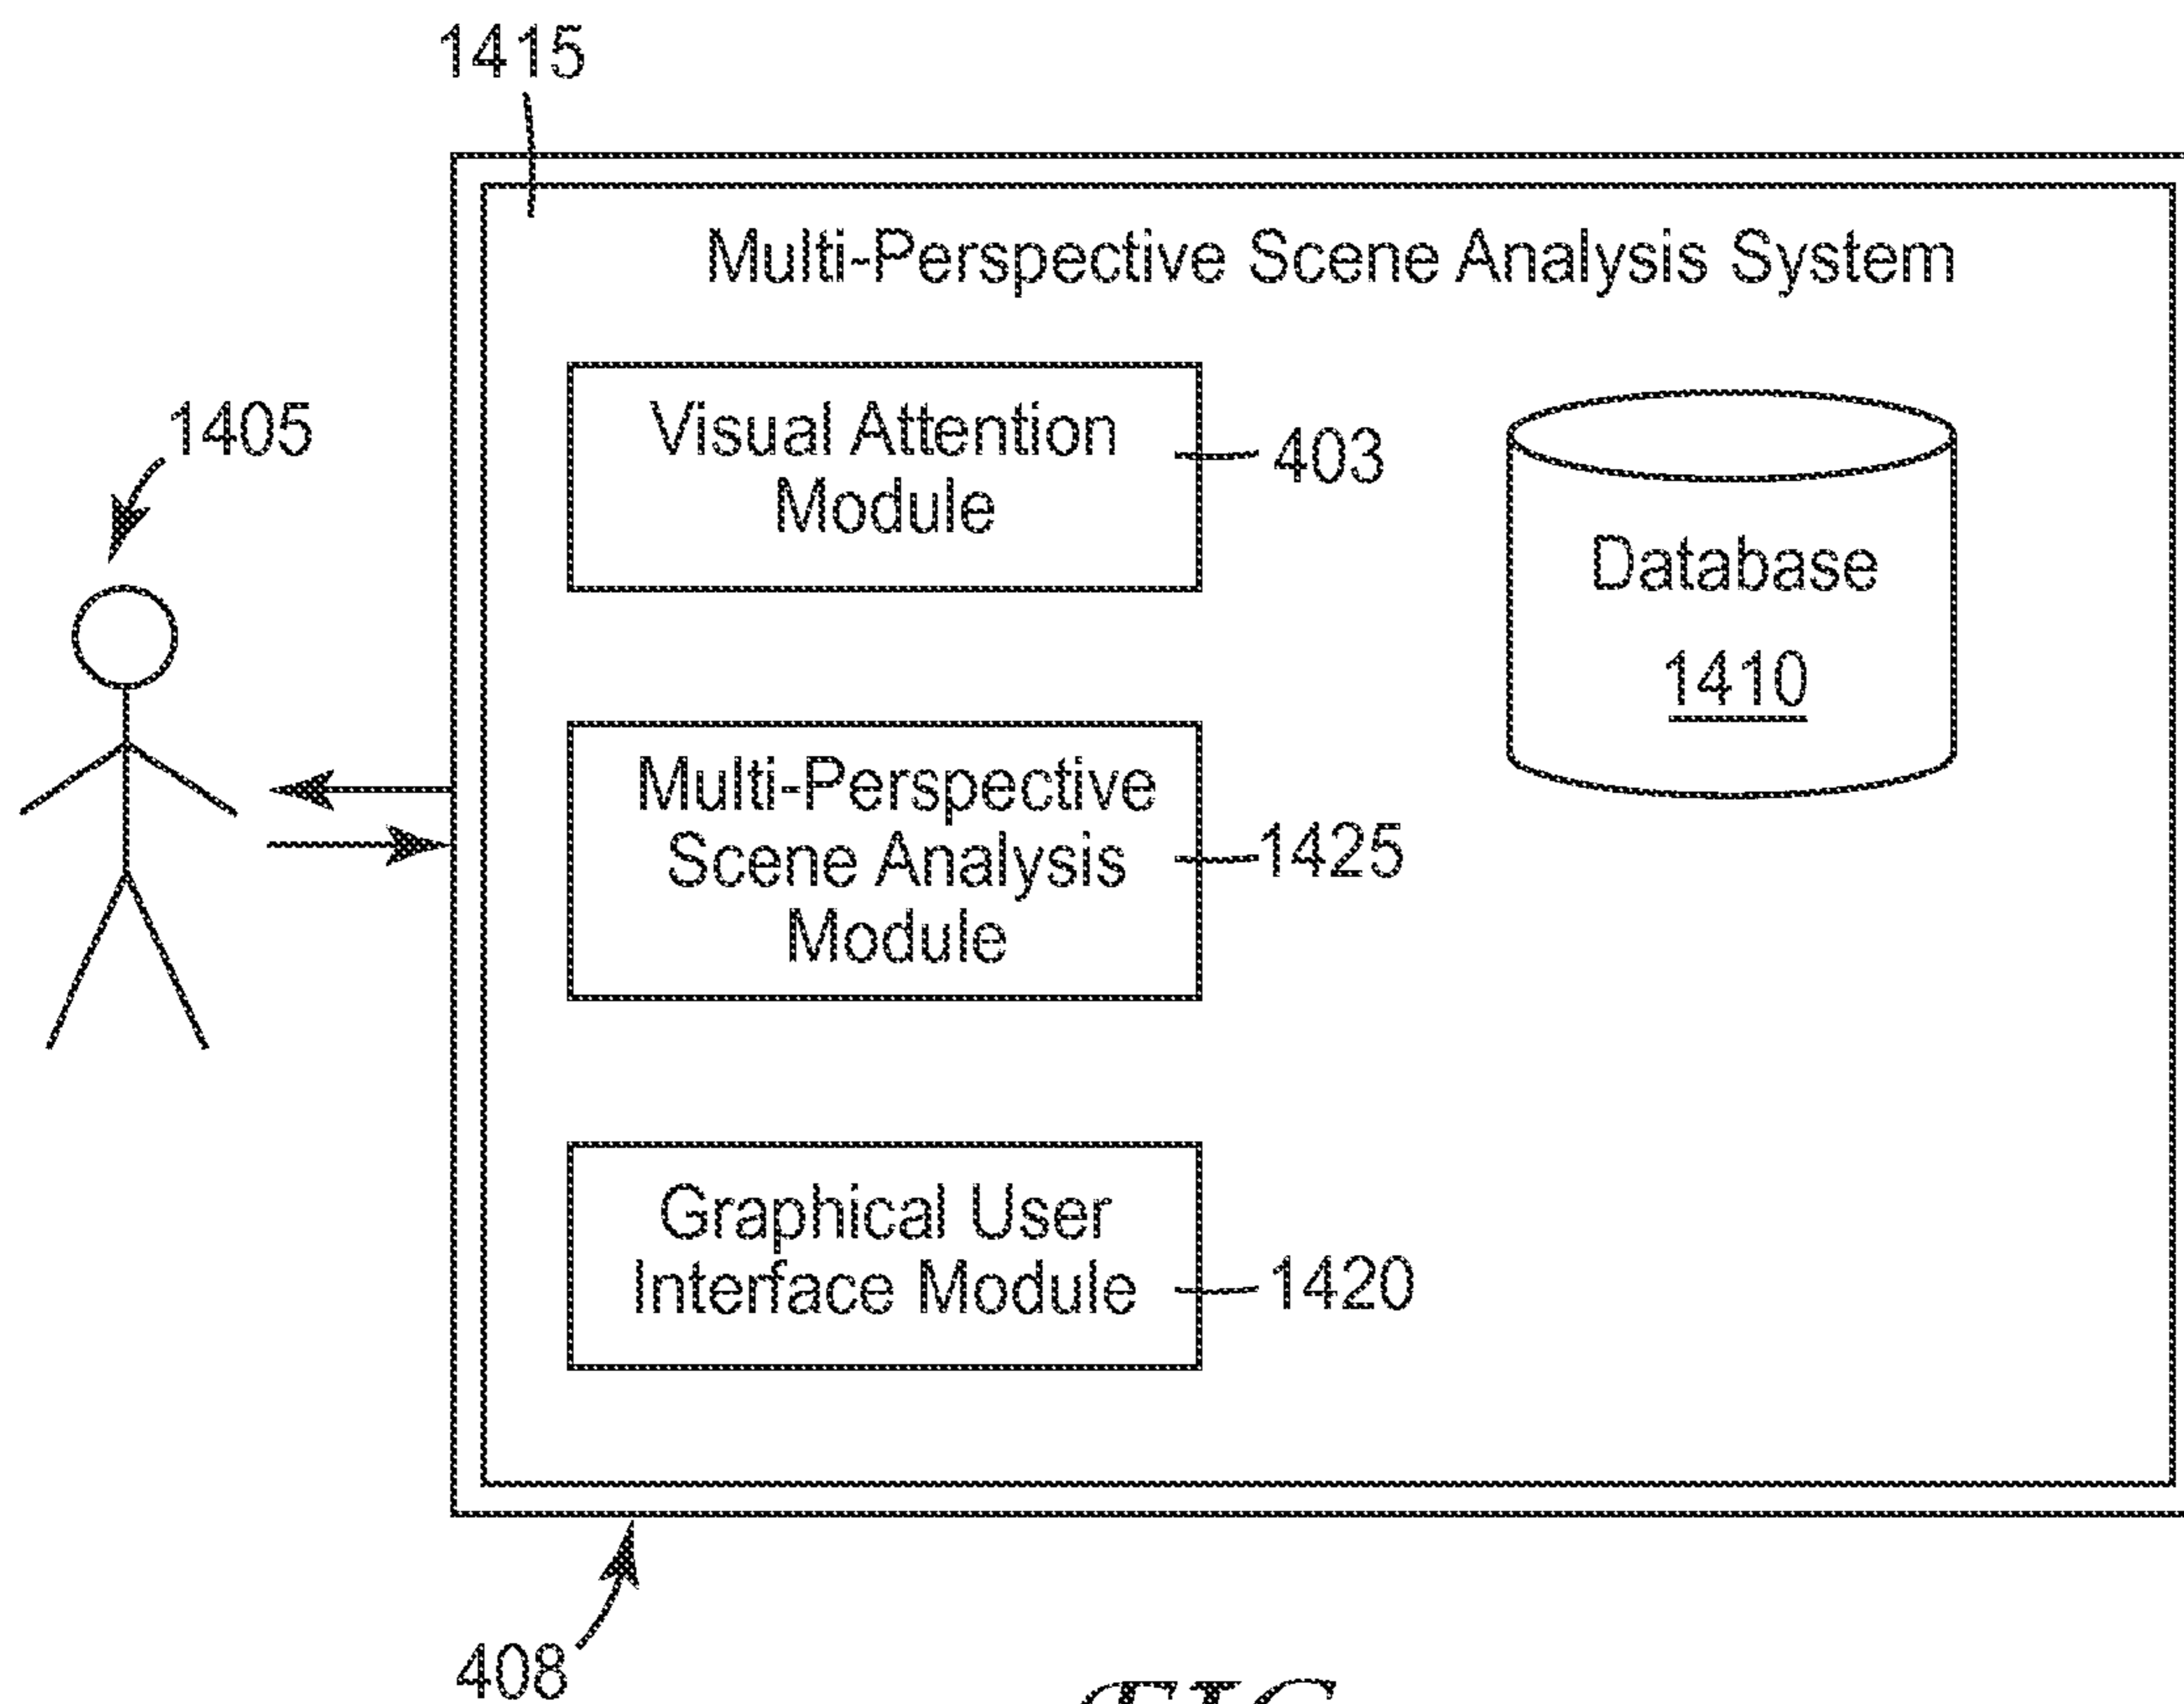 1415
Multi-Perspective Scene Analysis System
1405
Visual Attention
Module
403
Database
1410
Multi-Perspective
Scene Analysis
Module
1425
Graphical User
Interface Module
1420
408
FIG